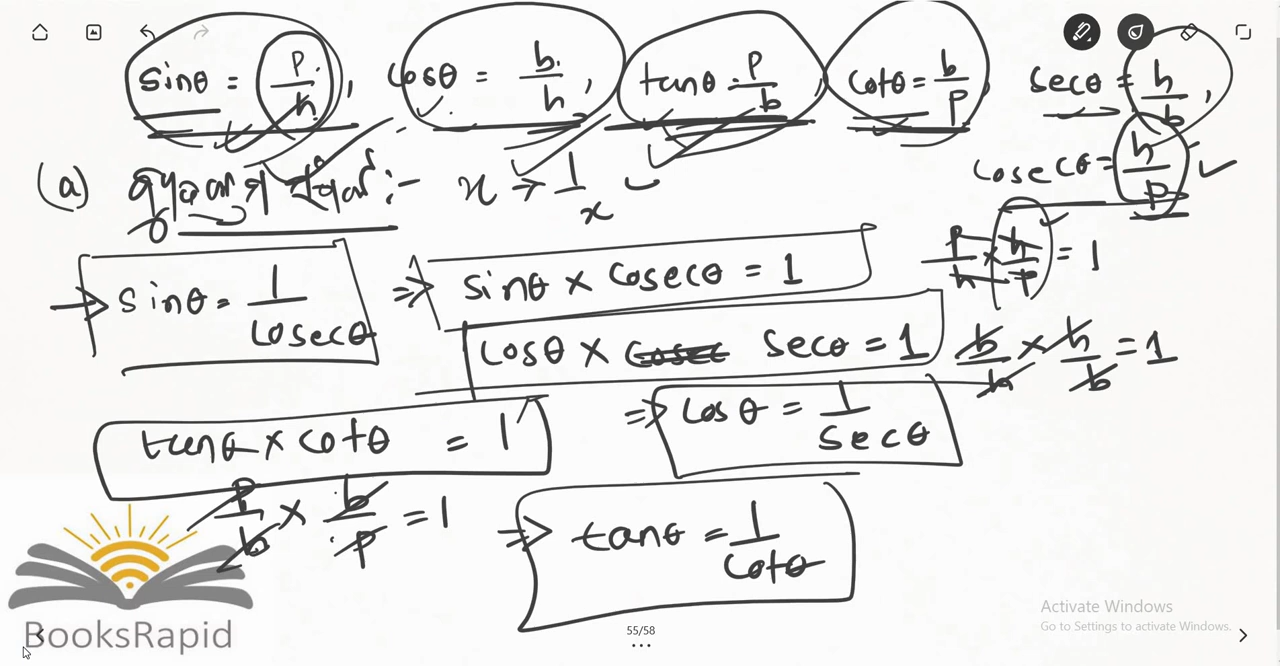 sinθ = p/h, cosθ = b/h, tanθ = p/b, cotθ = b/p secθ = h/b,
cosecθ = h/p
(a) :- x → 1/x
sinθ = 1/cosecθ ⇒ sinθ × cosecθ = 1 p/h × h/p = 1
cosθ × secθ = 1 b/h × h/b = 1
tanθ × cotθ = 1 ⇒ cosθ = 1/secθ
p/b × b/p = 1 ⇒ tanθ = 1/cotθ
BooksRapid
55/58
Activate Windows
Go to Settings to activate Windows.